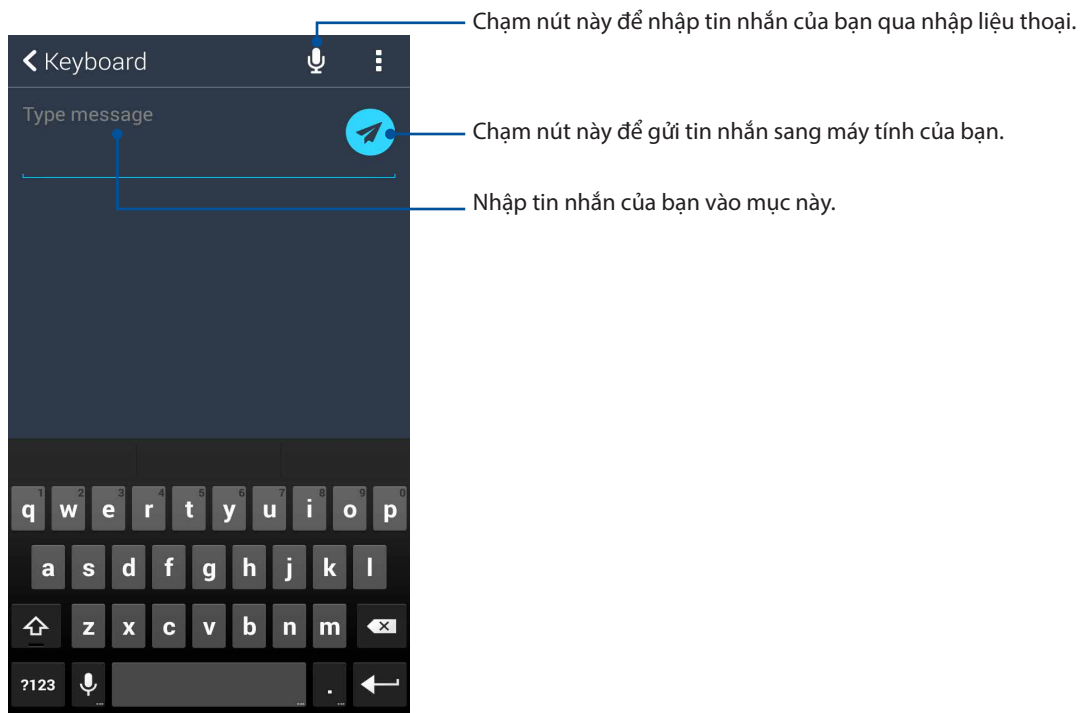 Chạm nút này để nhập tin nhắn của bạn qua nhập liệu thoại.
Keyboard
Type message
Chạm nút này để gửi tin nhắn sang máy tính của bạn.
Nhập tin nhắn của bạn vào mục này.
1 2 3 4 5 6 7 8 9 0
q w e r t y u i o p
a s d f g h j k l
z x c v b n m
?123 .